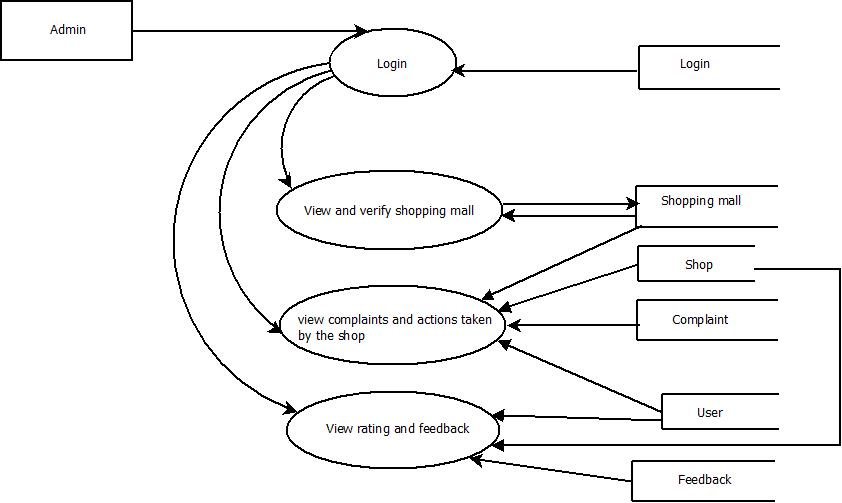 Admin
Login
Login
View and verify shopping mall
Shopping mall
Shop
view complaints and actions taken
by the shop
Complaint
User
View rating and feedback
Feedback